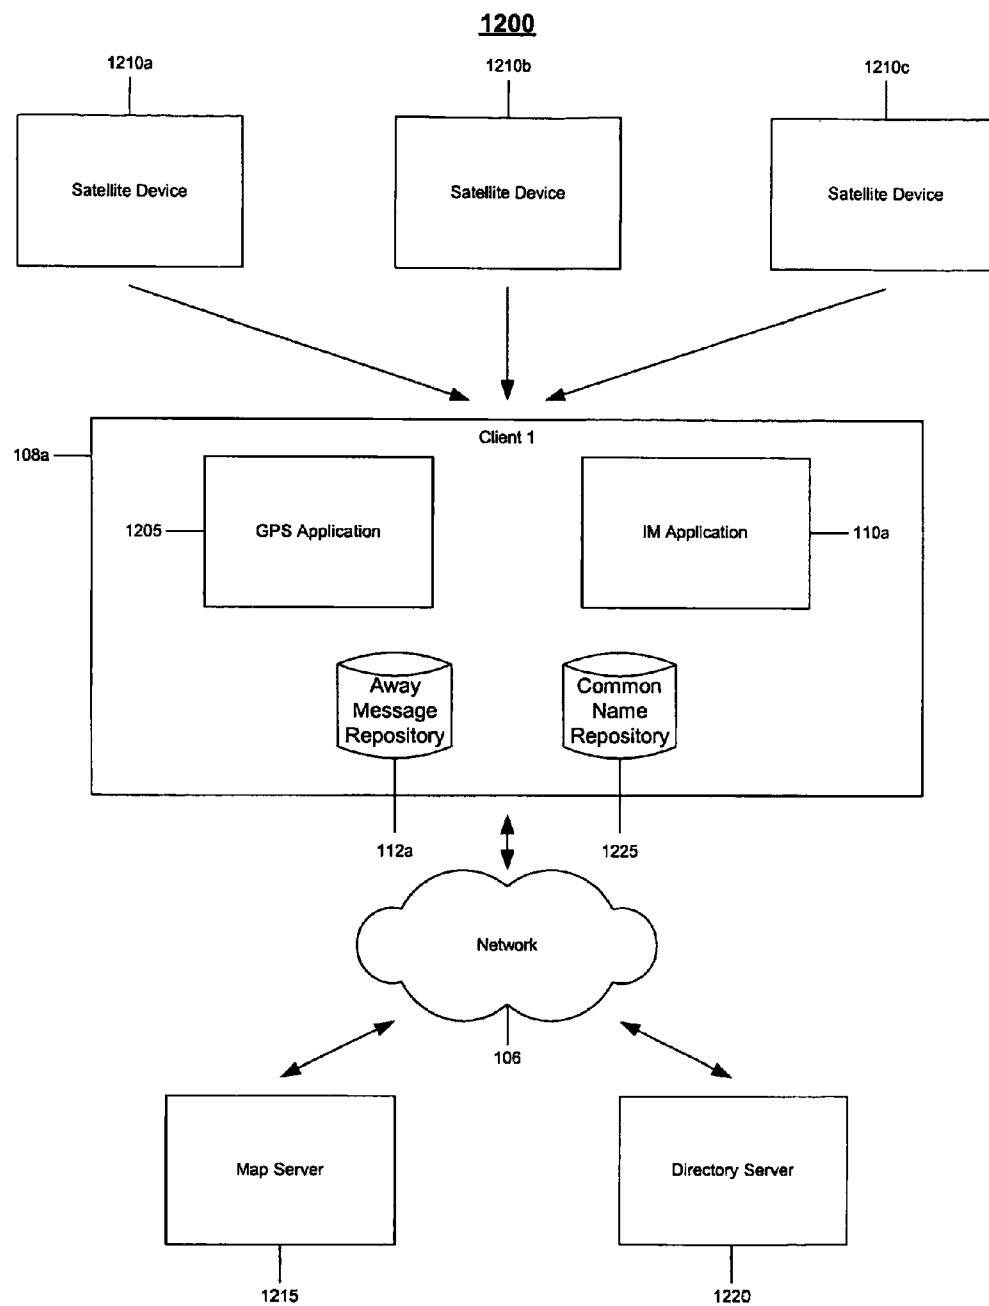 1200
1210a
1210b
1210c
Satellite Device
Satellite Device
Satellite Device
Client 1
108a
GPS Application
IM Application
1205
110a
Away
Message
Repository
Common
Name
Repository
112a
1225
Network
106
Map Server
Directory Server
1215
1220